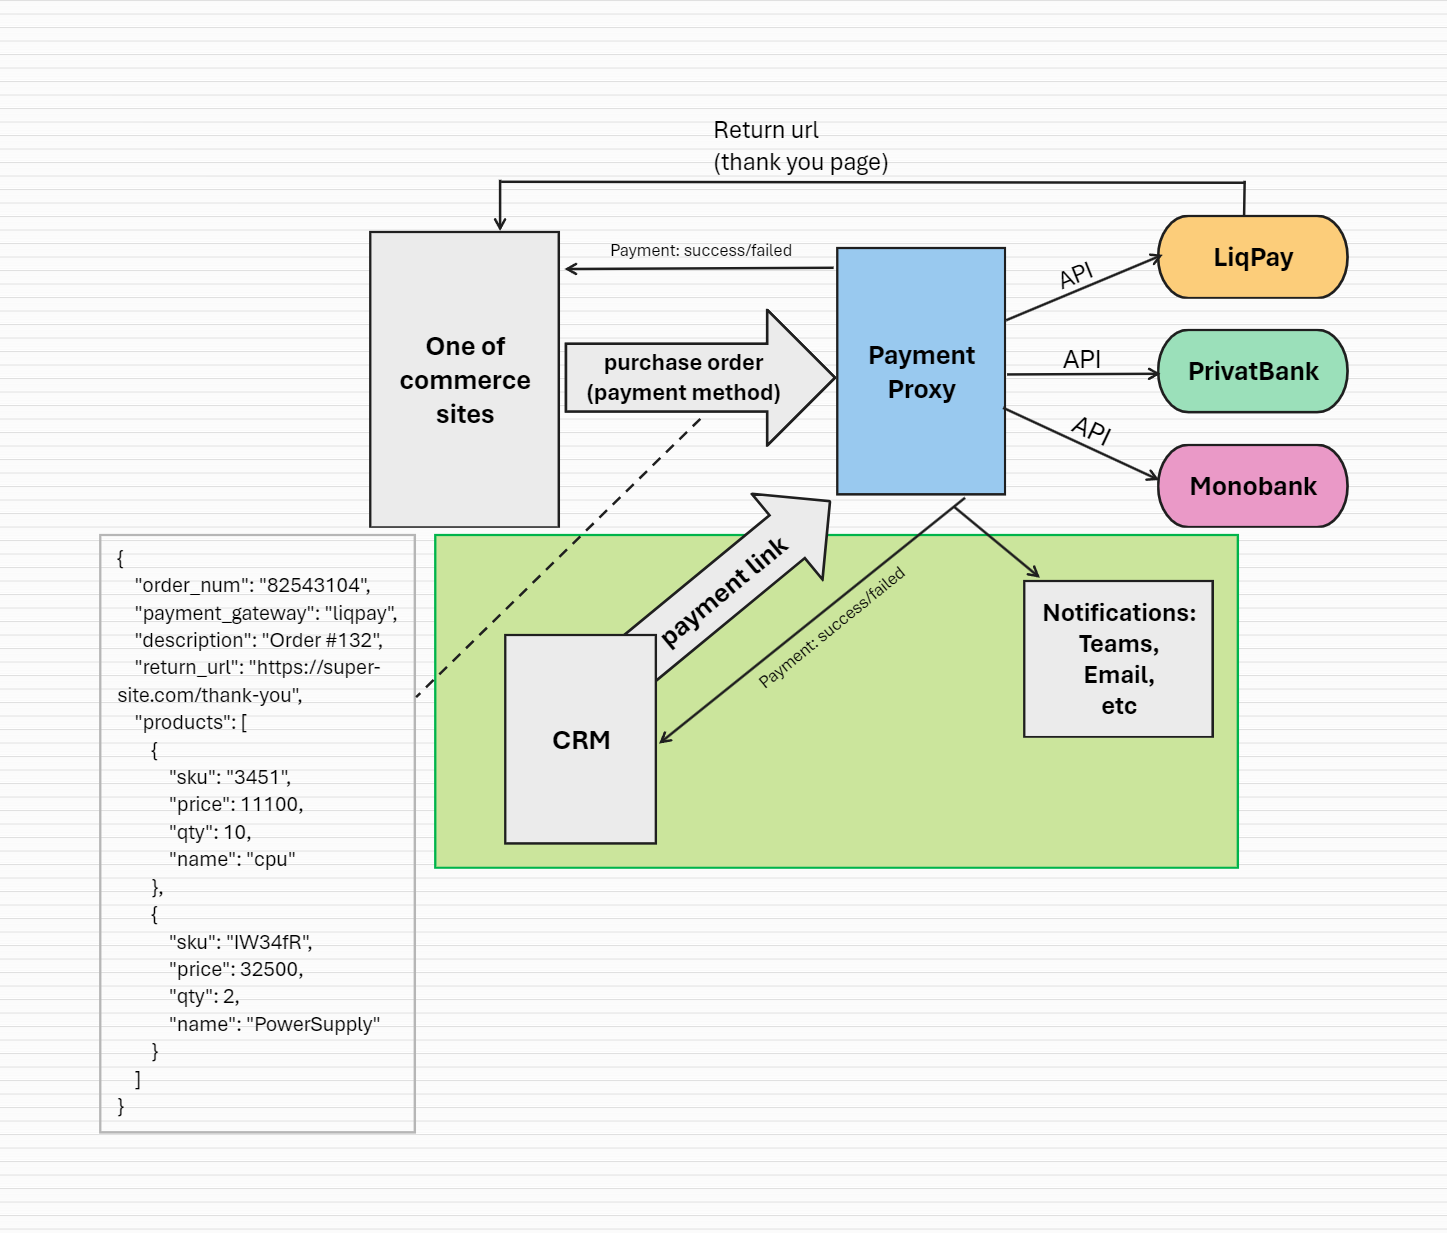 Return url
(thank you page)
Payment: success/failed
One of
commerce
sites
purchase order
(payment method)
Payment
Proxy
API
LiqPay
API
PrivatBank
API
Monobank
{
"order_num": "82543104",
"payment_gateway": "liqpay",
"description": "Order #132",
"return_url": "https://super-
site.com/thank-you",
"products": [
{
"sku": "3451",
"price": 11100,
"qty": 10,
"name": "cpu"
},
{
"sku": "IW34fR",
"price": 32500,
"qty": 2,
"name": "PowerSupply"
}
]
}
payment link
Payment: success/failed
CRM
Notifications:
Teams,
Email,
etc